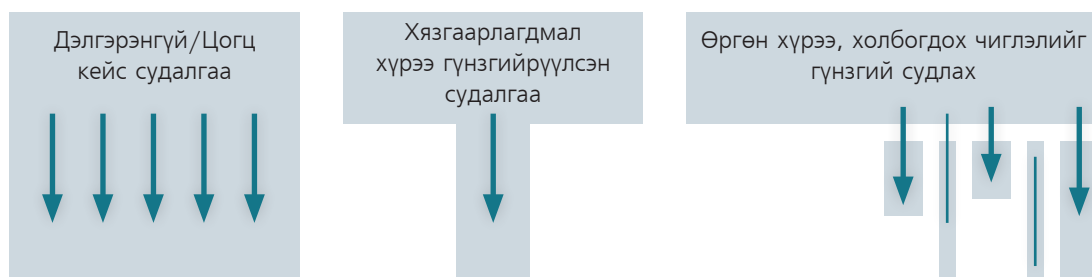 Дэлгэрэнгүй/Цогц
кейс судалгаа
Хязгаарлагдмал
хүрээ гүнзгийрүүлсэн
судалгаа
Өргөн хүрээ, холбогдох чиглэлийг
гүнзгий судлах